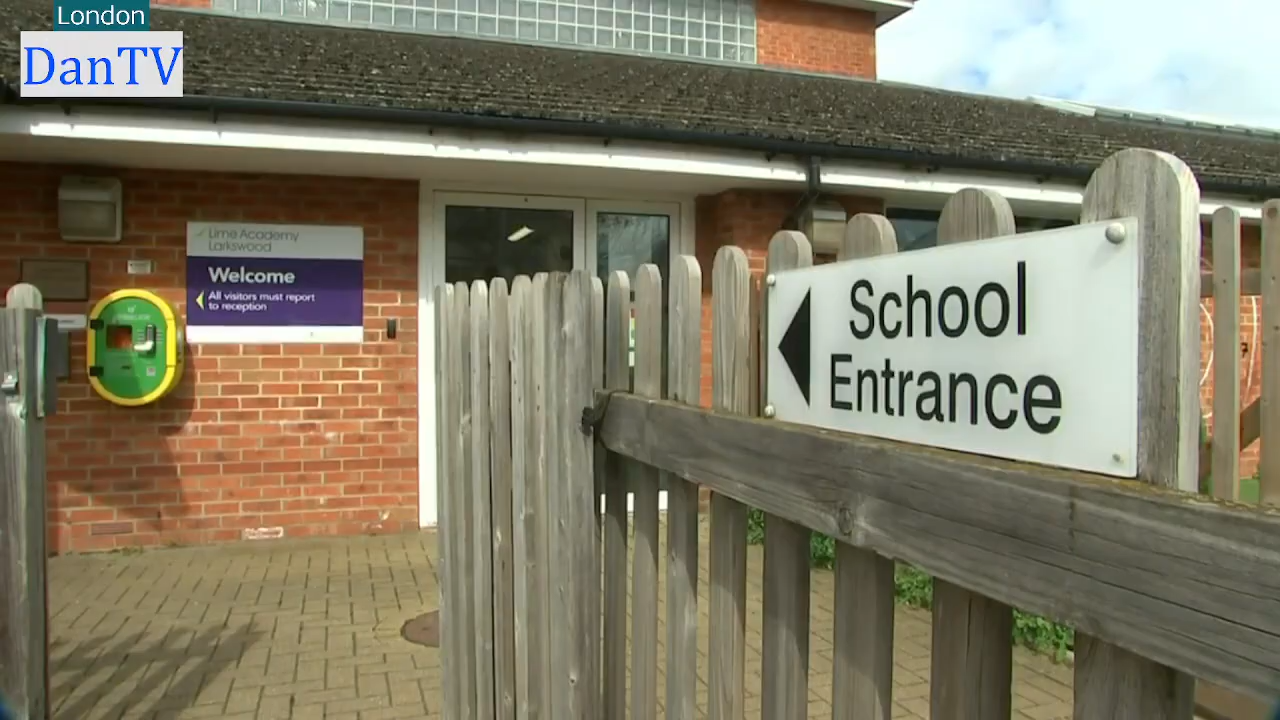 London
DanTV
Lime Academy
Larkswood
Welcome
All visitors must report
to reception
School
Entrance